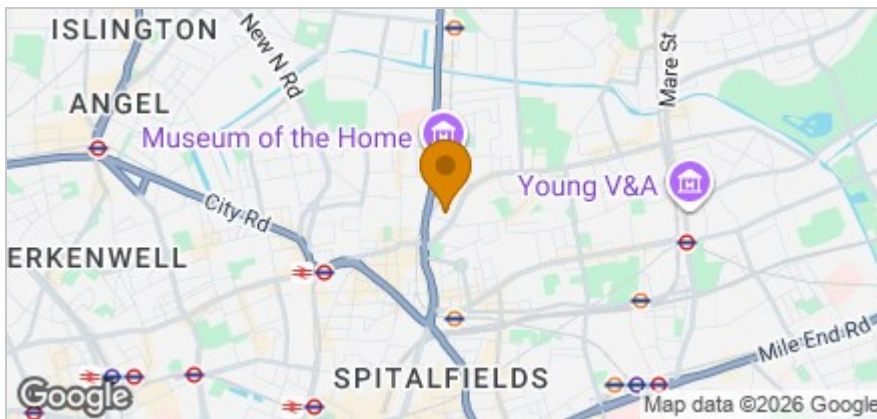 ISLINGTON
New N Rd
Mare St
ANGEL
Museum of the Home
Young V&A
City Rd
ERKENWELL
SPITALFIELDS
Mile End Rd
Google
Map data ©2026 Google